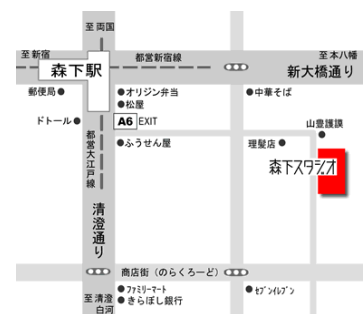 至両国
至新宿
都営新宿線
至本八幡
森下駅
新大橋通り
郵便局
オリジン弁当
松屋
中華そば
ドトール
A6 EXIT
山豊護謨
都営大江戸線
ふうせん屋
理髪店
森下スタジオ
清澄通り
商店街（のらくろーど）
至清澄
白河
ファミリーマート
きらぼし銀行
セブンイレブン